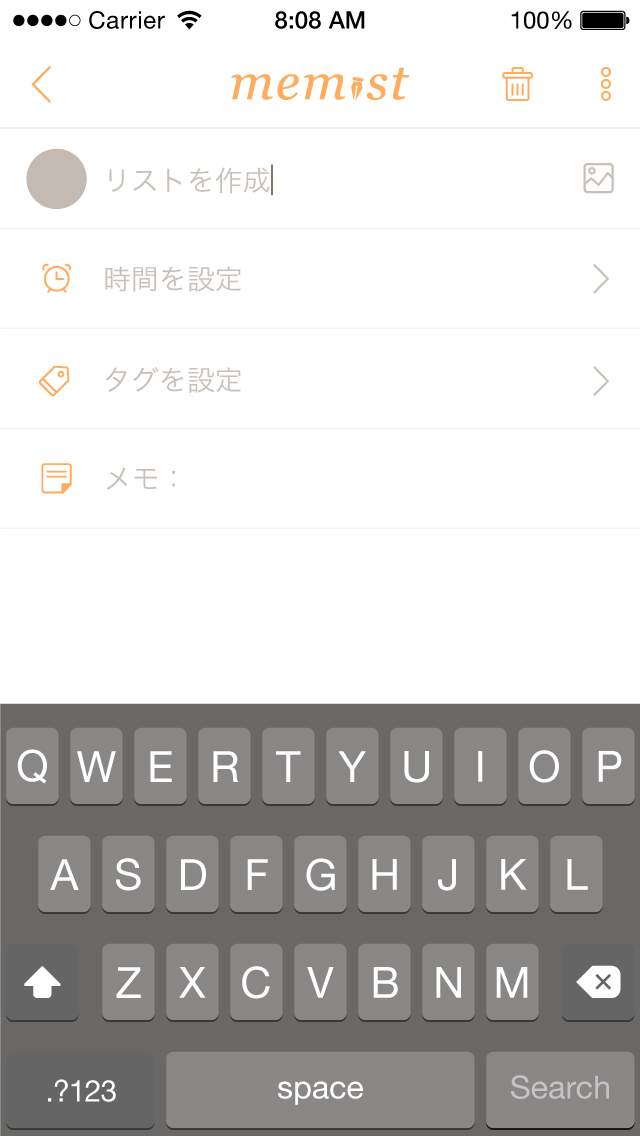 Carrier 8:08 AM 100%
memist
リストを作成
時間を設定
タグを設定
メモ：
Q W E R T Y U I O P
A S D F G H J K L
Z X C V B N M
.?123 space Search